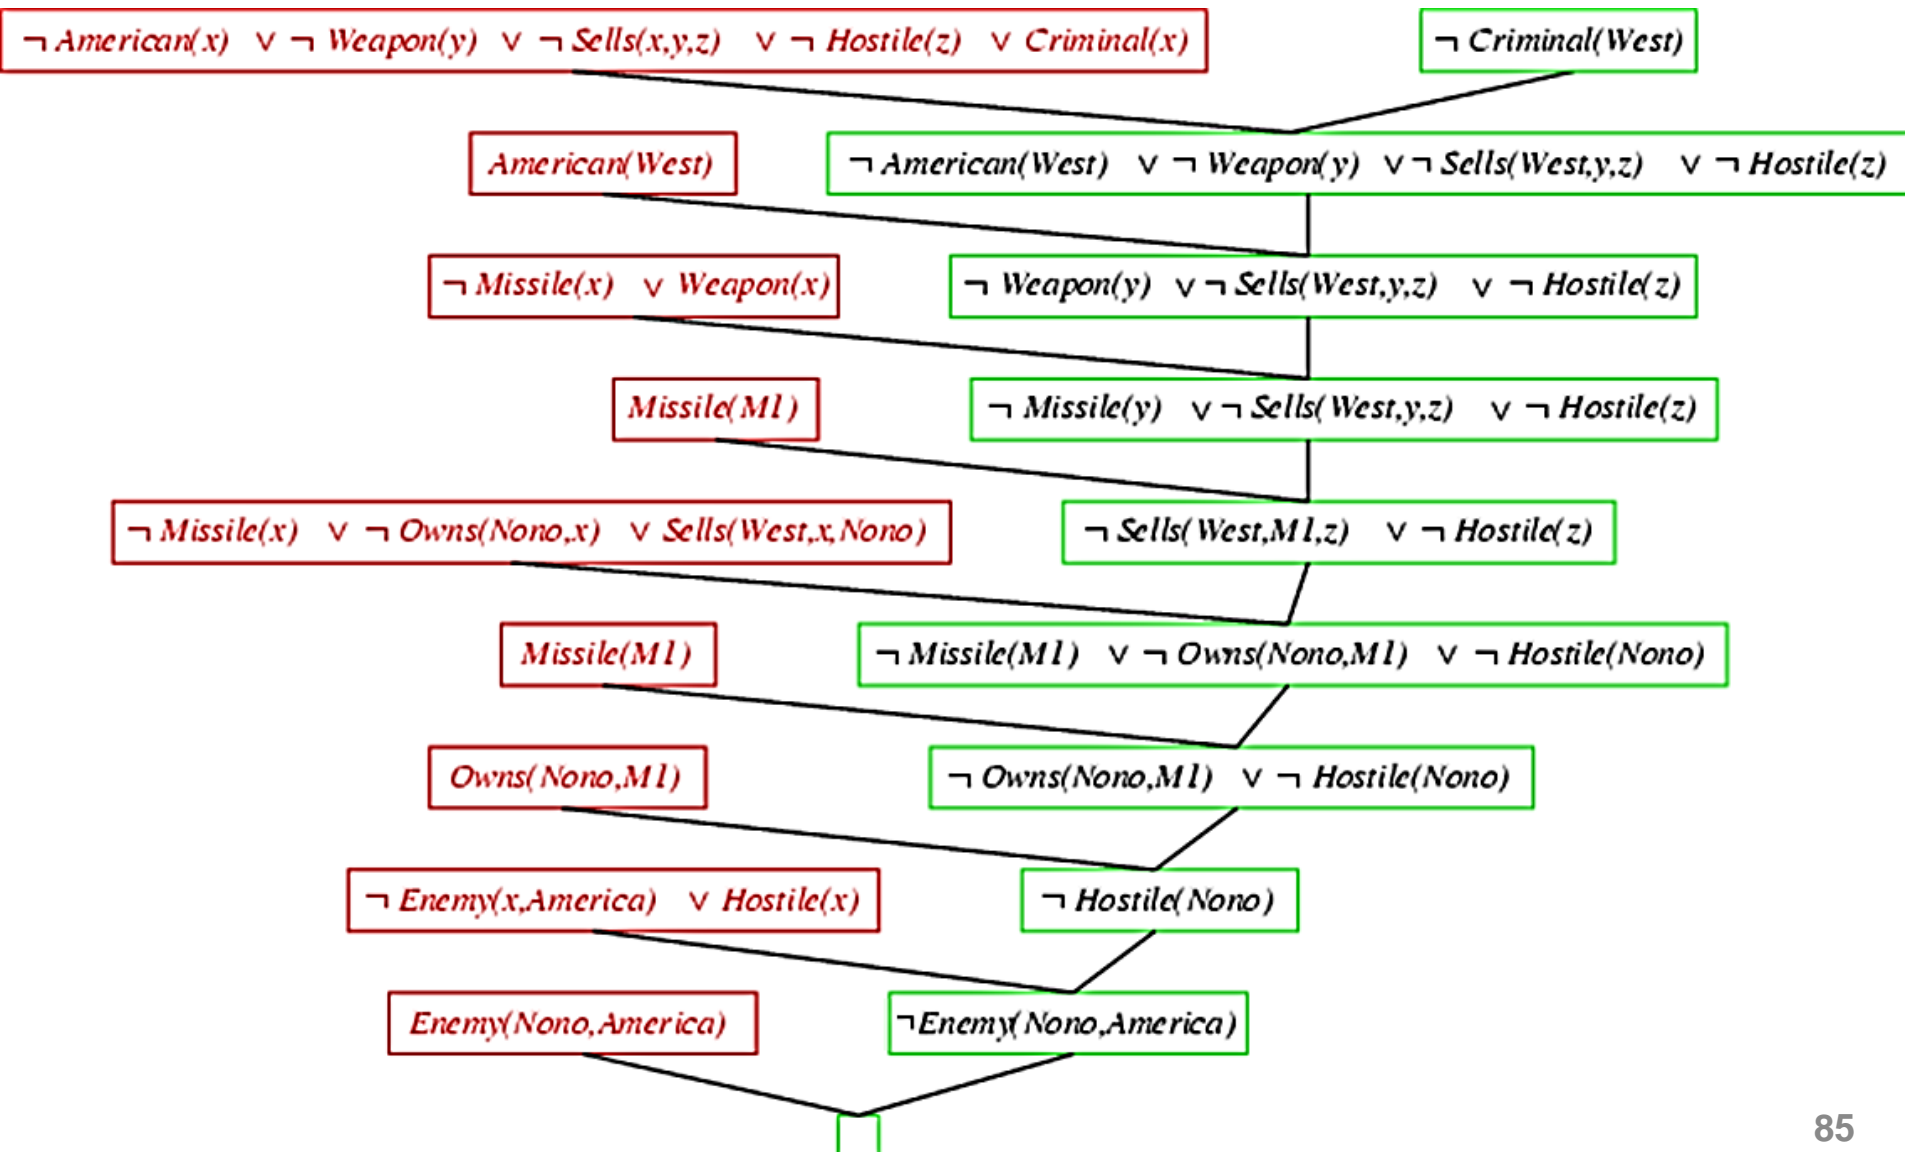 ¬ American(x) ∨ ¬ Weapon(y) ∨ ¬ Sells(x,y,z) ∨ ¬ Hostile(z) ∨ Criminal(x) ¬ Criminal(West)
American(West) ¬ American(West) ∨ ¬ Weapon(y) ∨ ¬ Sells(West,y,z) ∨ ¬ Hostile(z)
¬ Missile(x) ∨ Weapon(x) ¬ Weapon(y) ∨ ¬ Sells(West,y,z) ∨ ¬ Hostile(z)
Missile(M1) ¬ Missile(y) ∨ ¬ Sells(West,y,z) ∨ ¬ Hostile(z)
¬ Missile(x) ∨ ¬ Owns(Nono,x) ∨ Sells(West,x,Nono) ¬ Sells(West,M1,z) ∨ ¬ Hostile(z)
Missile(M1) ¬ Missile(M1) ∨ ¬ Owns(Nono,M1) ∨ ¬ Hostile(Nono)
Owns(Nono,M1) ¬ Owns(Nono,M1) ∨ ¬ Hostile(Nono)
¬ Enemy(x,America) ∨ Hostile(x) ¬ Hostile(Nono)
Enemy(Nono,America) ¬Enemy(Nono,America)
85